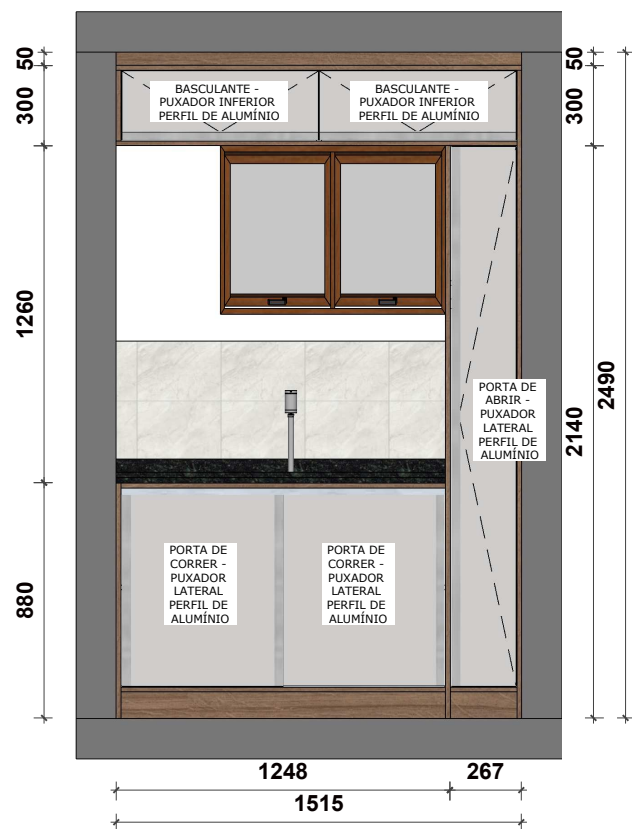 50
300
1260
880
BASCULANTE -
PUXADOR INFERIOR
PERFIL DE ALUMÍNIO
BASCULANTE -
PUXADOR INFERIOR
PERFIL DE ALUMÍNIO
PORTA DE
ABRIR -
PUXADOR
LATERAL
PERFIL DE
ALUMÍNIO
PORTA DE
CORRER -
PUXADOR
LATERAL
PERFIL DE
ALUMÍNIO
PORTA DE
CORRER -
PUXADOR
LATERAL
PERFIL DE
ALUMÍNIO
50
300
2140
2490
1248
267
1515